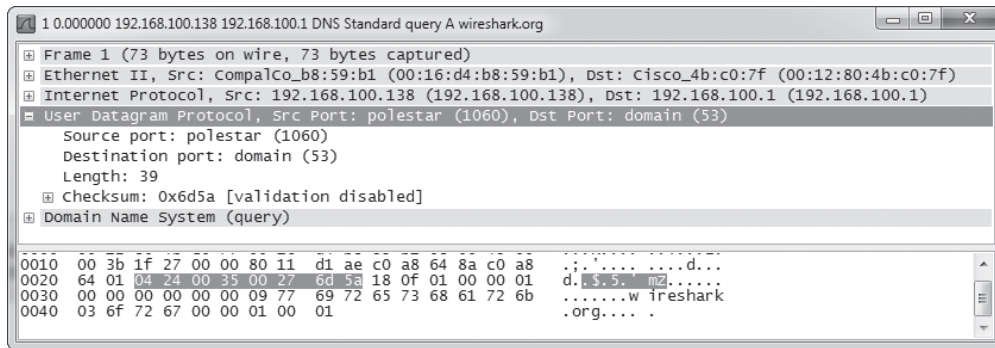 1 0.000000 192.168.100.138 192.168.100.1 DNS Standard query A wireshark.org
Frame 1 (73 bytes on wire, 73 bytes captured)
Ethernet II, Src: CompalCo_b8:59:b1 (00:16:d4:b8:59:b1), Dst: Cisco_4b:c0:7f (00:12:80:4b:c0:7f)
Internet Protocol, Src: 192.168.100.138 (192.168.100.138), Dst: 192.168.100.1 (192.168.100.1)
User Datagram Protocol, Src Port: polestar (1060), Dst Port: domain (53)
Source port: polestar (1060)
Destination port: domain (53)
Length: 39
Checksum: 0x6d5a [validation disabled]
Domain Name System (query)
0010 00 3b 1f 27 00 00 80 11 d1 ae c0 a8 64 8a c0 a8 .;.'.... ....d...
0020 64 01 04 24 00 35 00 27 6d 5a 18 0f 01 00 00 01 d..$.5.' mZ......
0030 00 00 00 00 00 00 09 77 69 72 65 73 68 61 72 6b .......w ireshark
0040 03 6f 72 67 00 00 01 00 01 .org.... .